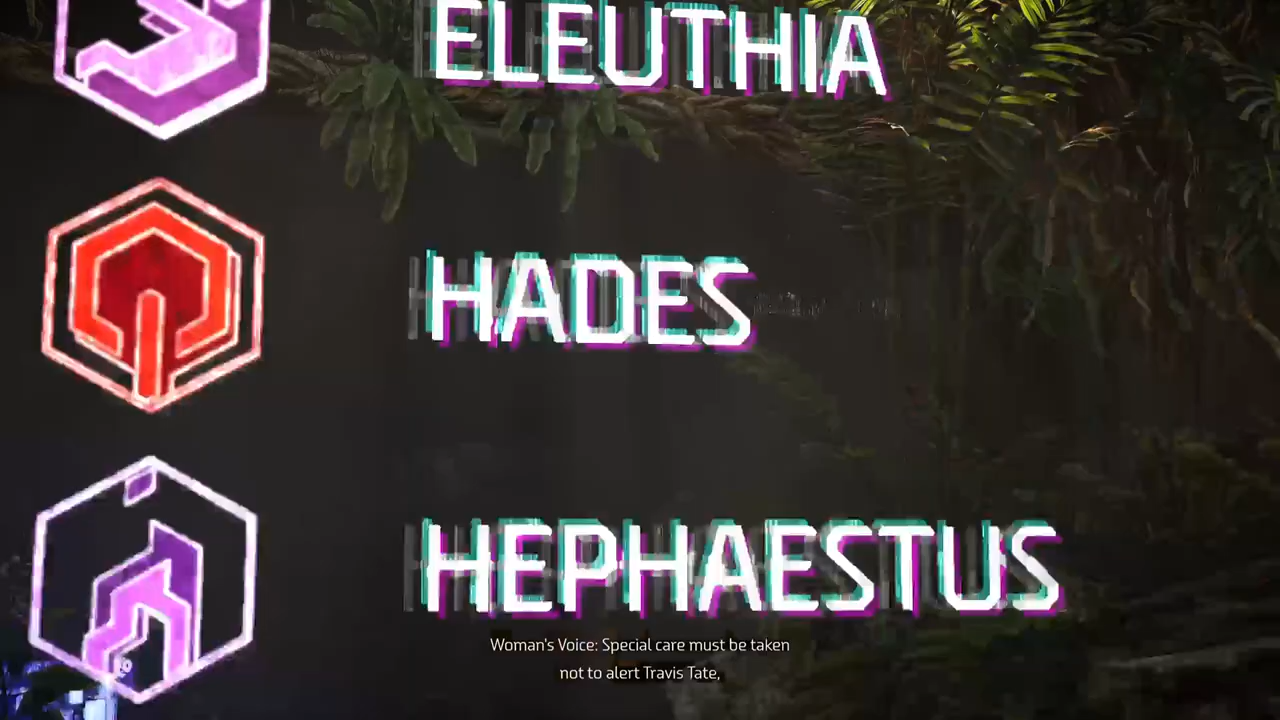 ELEUTHIA
HADES
HEPHAESTUS
Woman's Voice: Special care must be taken
not to alert Travis Tate,